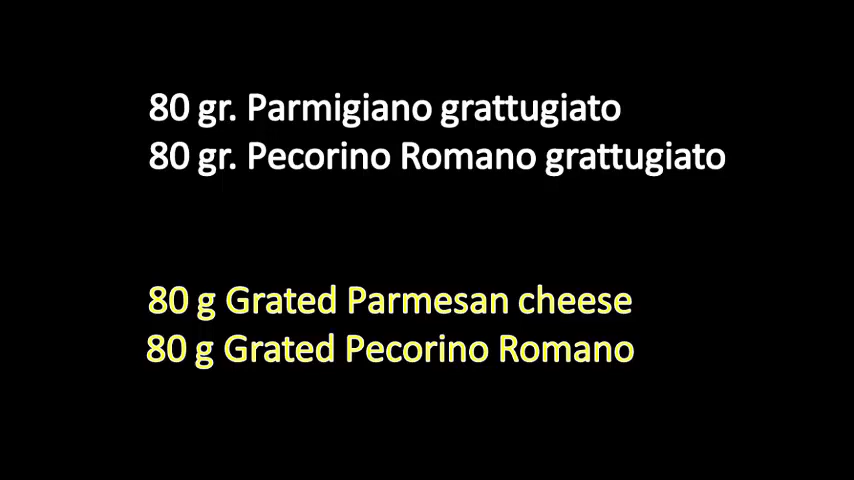 80 gr. Parmigiano grattugiato
80 gr. Pecorino Romano grattugiato
80 g Grated Parmesan cheese
80 g Grated Pecorino Romano